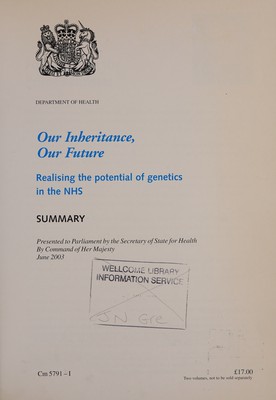 DEPARTMENT OF HEALTH
Our Inheritance,
Our Future
Realising the potential of genetics
in the NHS
SUMMARY
Presented to Parliament by the Secretary of State for Health
By Command of Her Majesty
June 2003
WELLCOME LIBRARY
INFORMATION SERVICE
Cm 5791 – I
£17.00
Two volumes, not to be sold separately.